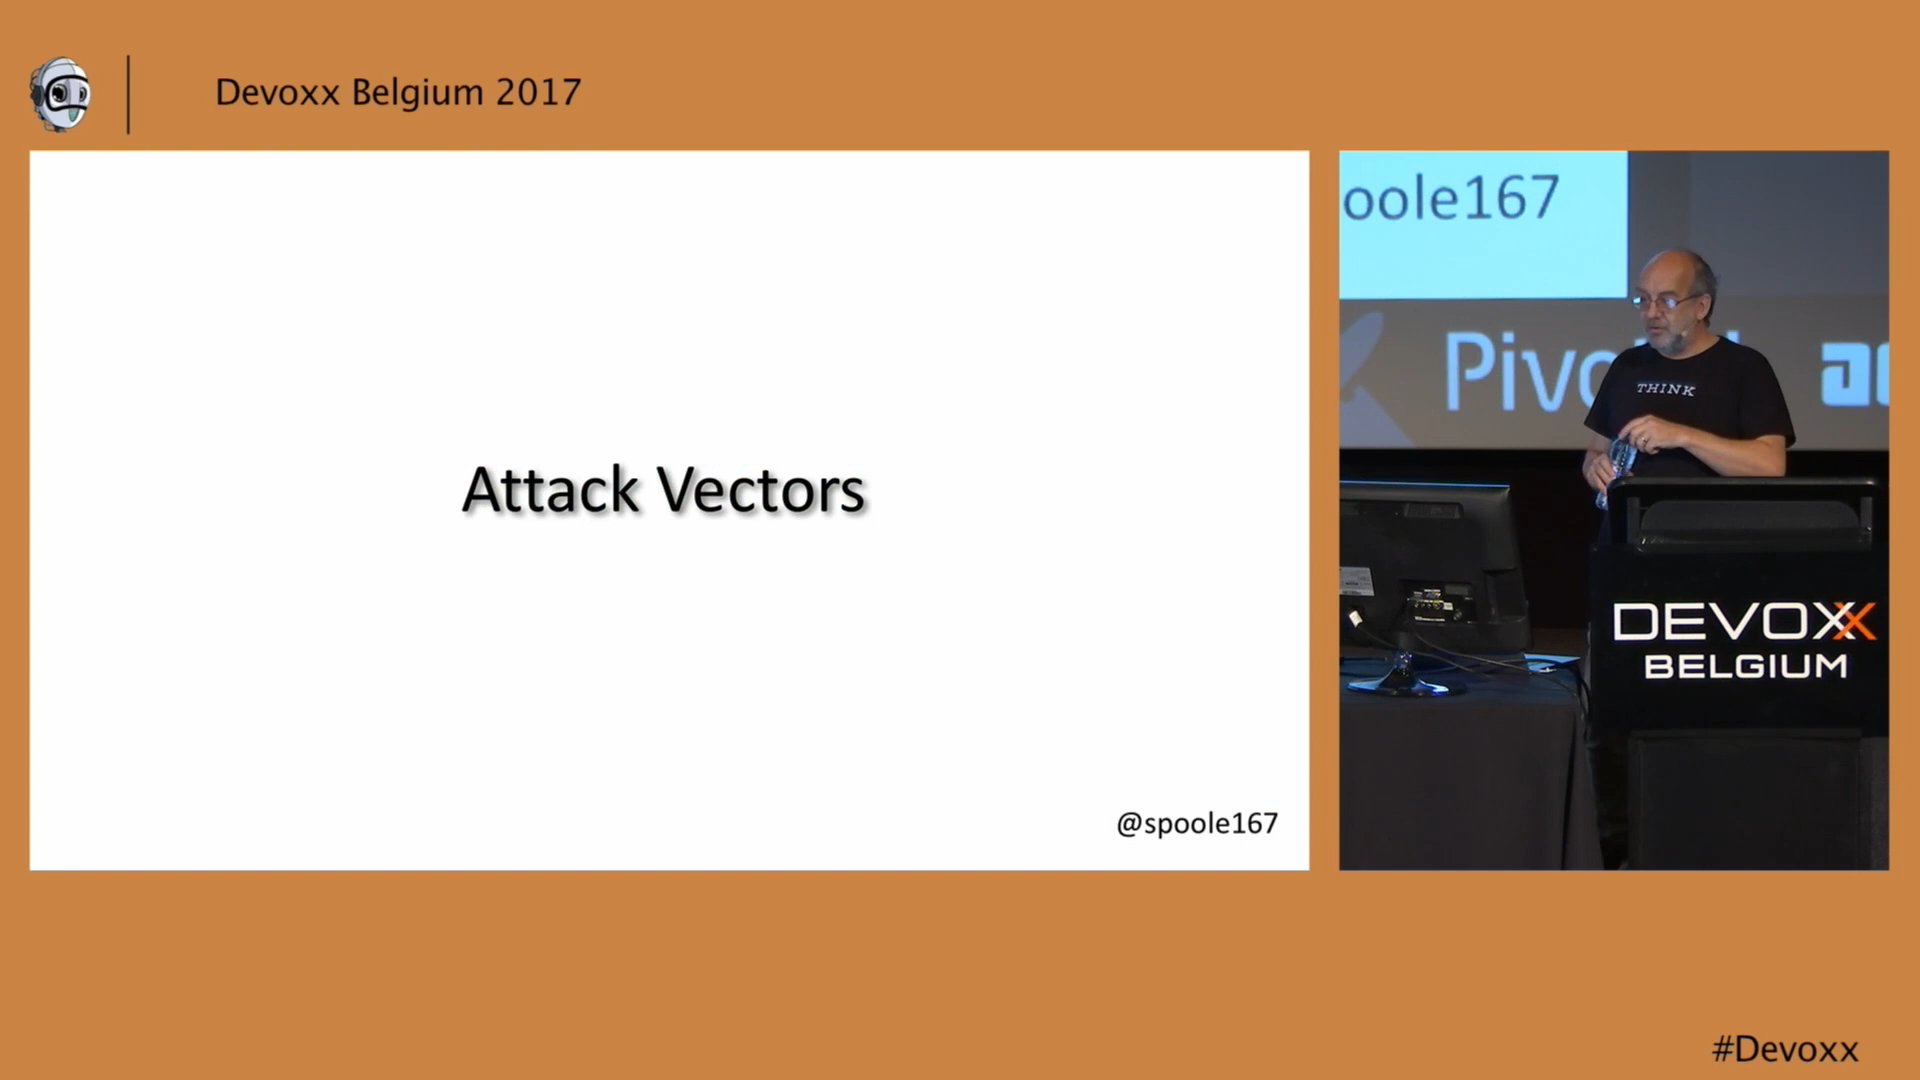 Devoxx Belgium 2017
Attack Vectors
@spoole167
oole167
THINK
DEVOXX
BELGIUM
#Devoxx